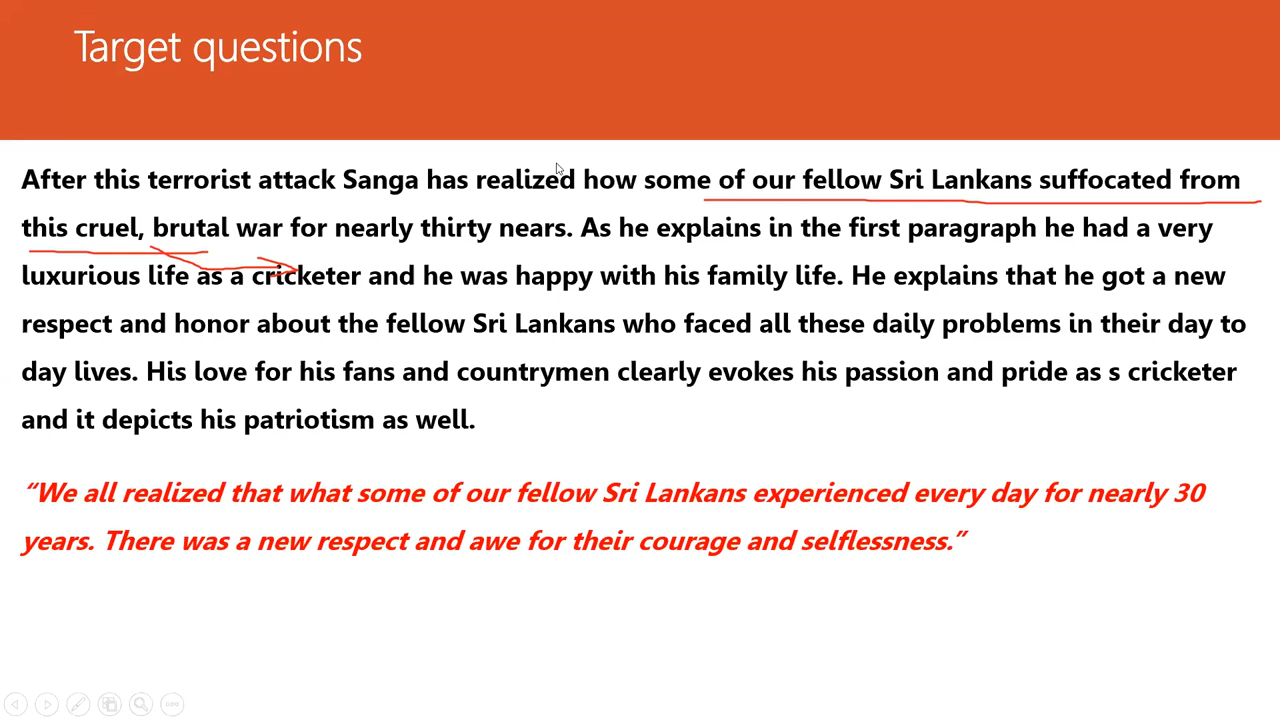 Target questions
After this terrorist attack Sanga has realized how some of our fellow Sri Lankans suffocated from
this cruel, brutal war for nearly thirty nears. As he explains in the first paragraph he had a very
luxurious life as a cricketer and he was happy with his family life. He explains that he got a new
respect and honor about the fellow Sri Lankans who faced all these daily problems in their day to
day lives. His love for his fans and countrymen clearly evokes his passion and pride as s cricketer
and it depicts his patriotism as well.
“We all realized that what some of our fellow Sri Lankans experienced every day for nearly 30
years. There was a new respect and awe for their courage and selflessness.”